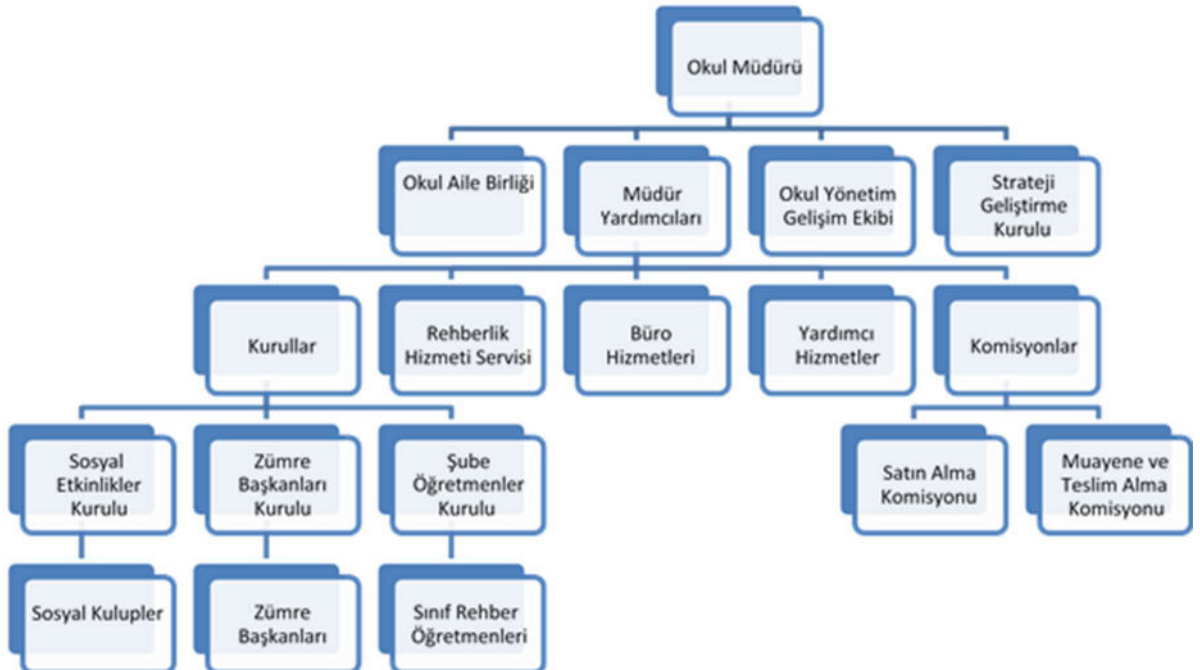 Okul Müdürü
Okul Aile Birliği
Müdür
Yardımcıları
Okul Yönetim
Gelişim Ekibi
Strateji
Geliştirme
Kurulu
Kurullar
Rehberlik
Hizmeti Servisi
Büro
Hizmetleri
Yardımcı
Hizmetler
Komisyonlar
Sosyal
Etkinlikler
Kurulu
Zümre
Başkanları
Kurulu
Şube
Öğretmenler
Kurulu
Satın Alma
Komisyonu
Muayene ve
Teslim Alma
Komisyonu
Sosyal Kulupler
Zümre
Başkanları
Sınıf Rehber
Öğretmenleri